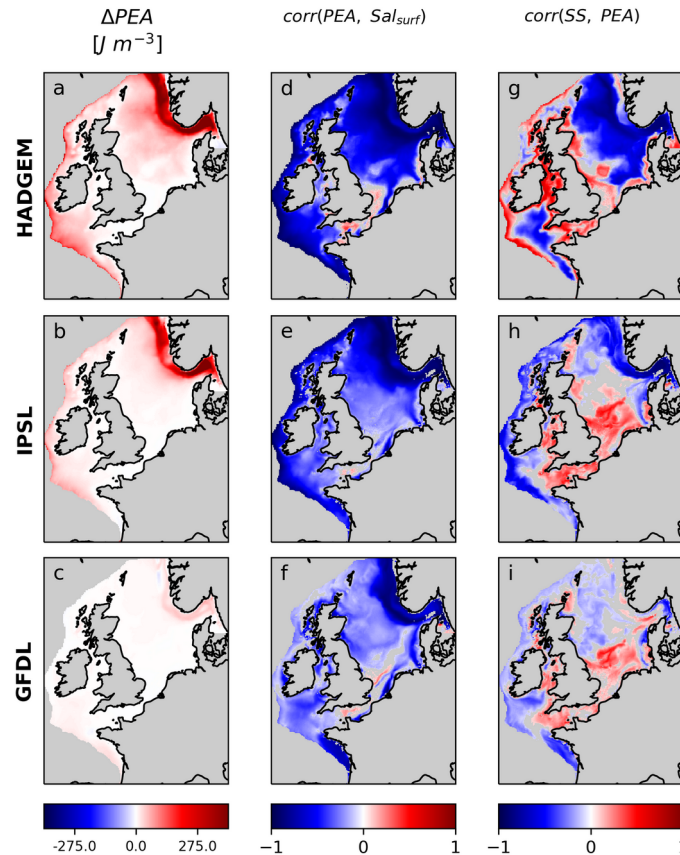 ΔPEA corr(PEA, Sal_surf) corr(SS, PEA)
[J m⁻³]
HADGEM a d g
IPSL b e h
GFDL c f i
-275.0 0.0 275.0 −1 0 1 −1 0 1